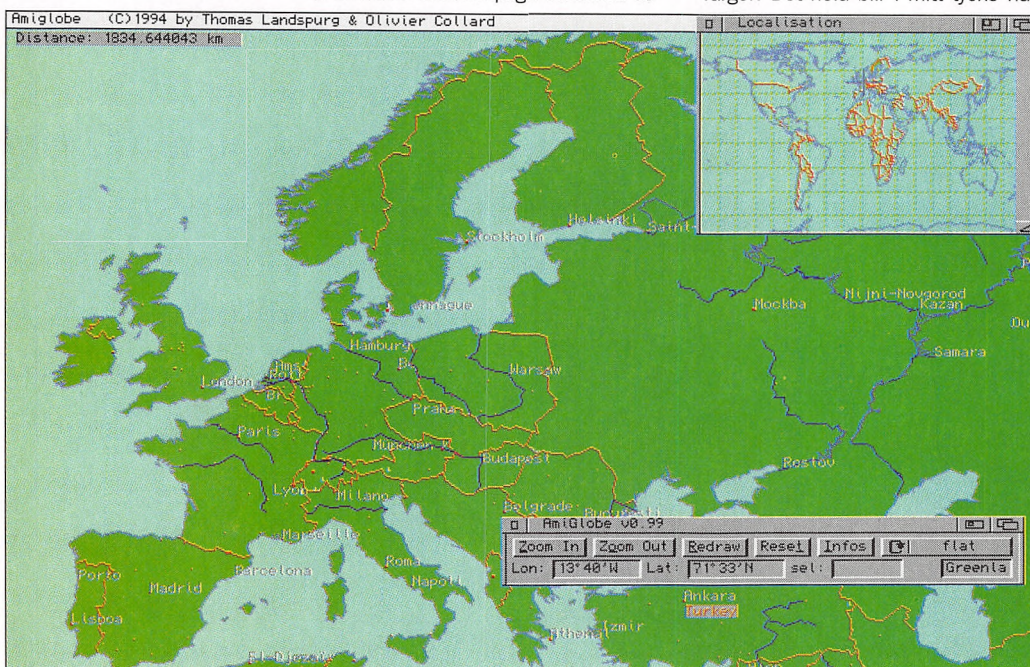 Amiglobe (C)1994 by Thomas Landspurg & Olivier Collard
Distance: 1834.644043 km
Localisation
Helsinki
Saint-
Stockholm
Nijni-Novgorod
Kazan
Mockba
Samara
Hamburg
Warsaw
London
Praha
Paris
München
Budapest
Rostov
Lyon
Milano
Belgrade
Marseille
AmiGlobe v0.99
Zoom In Zoom Out Redraw Reset Infos flat
Lon: 13°40'W Lat: 71°33'N sel: Greenla
Roma
Barcelona
Porto
Madrid
Napoli
Ankara
Turkey
Lisboa
Izmir